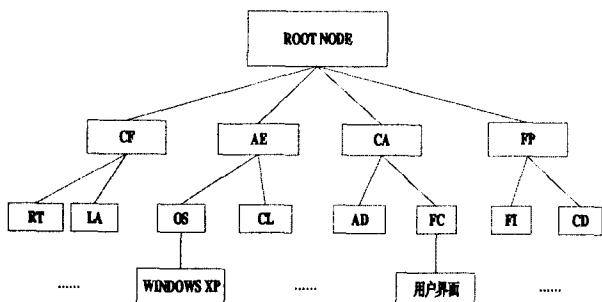 ROOT NODE
CF AE CA FP
RT LA OS CL AD FC FI CD
...... WINDOWS XP ...... 用户界面 ......